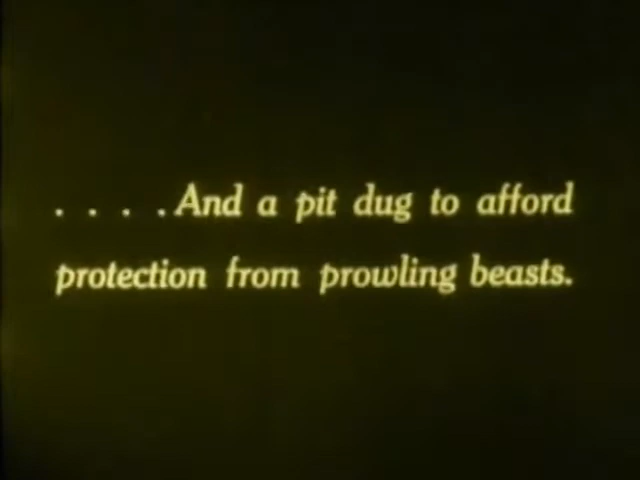 . . . . And a pit dug to afford
protection from prowling beasts.